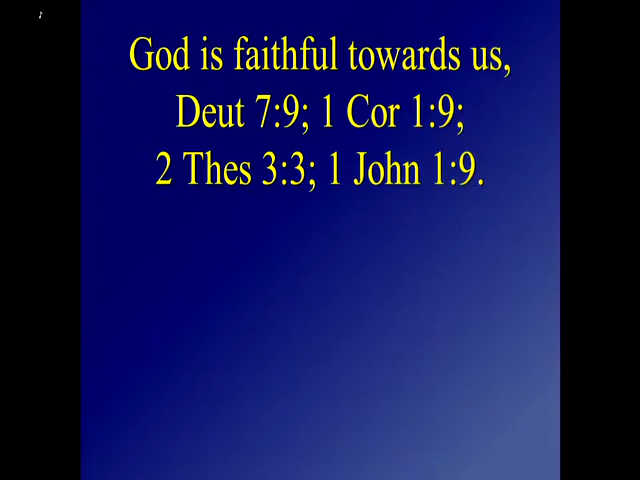 God is faithful towards us,
Deut 7:9; 1 Cor 1:9;
2 Thes 3:3; 1 John 1:9.